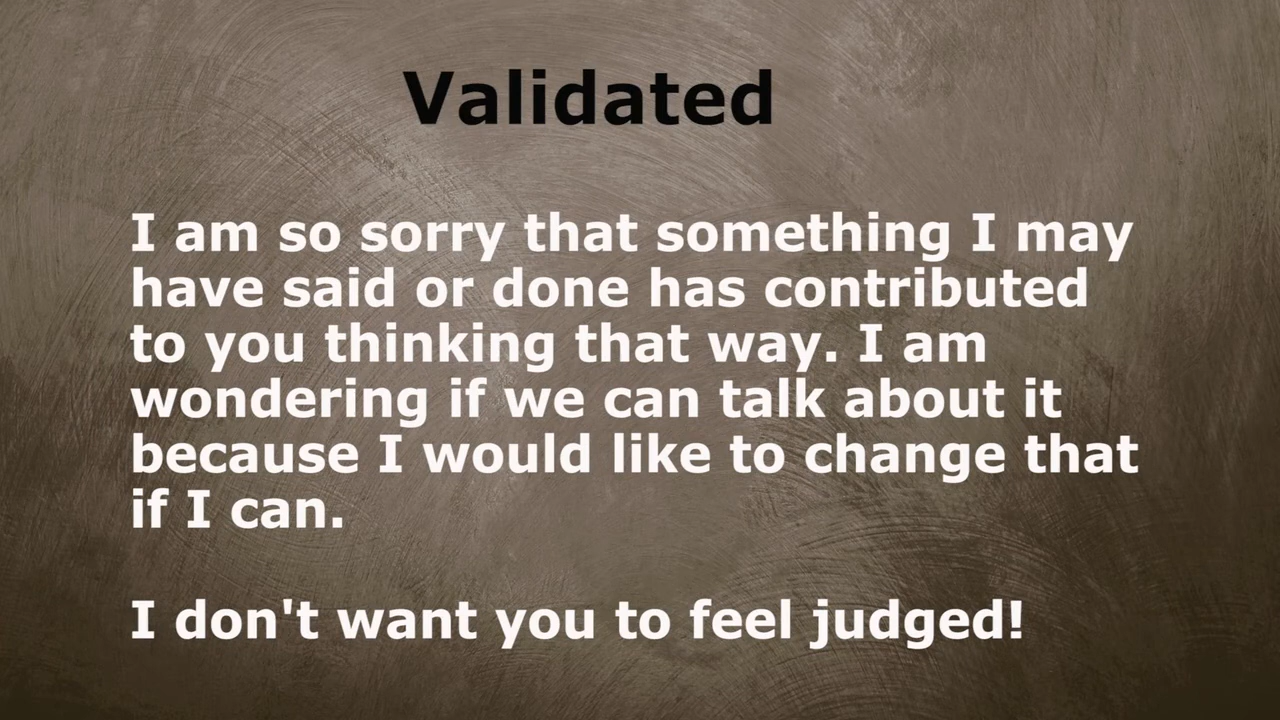 Validated
I am so sorry that something I may
have said or done has contributed
to you thinking that way. I am
wondering if we can talk about it
because I would like to change that
if I can.
I don't want you to feel judged!